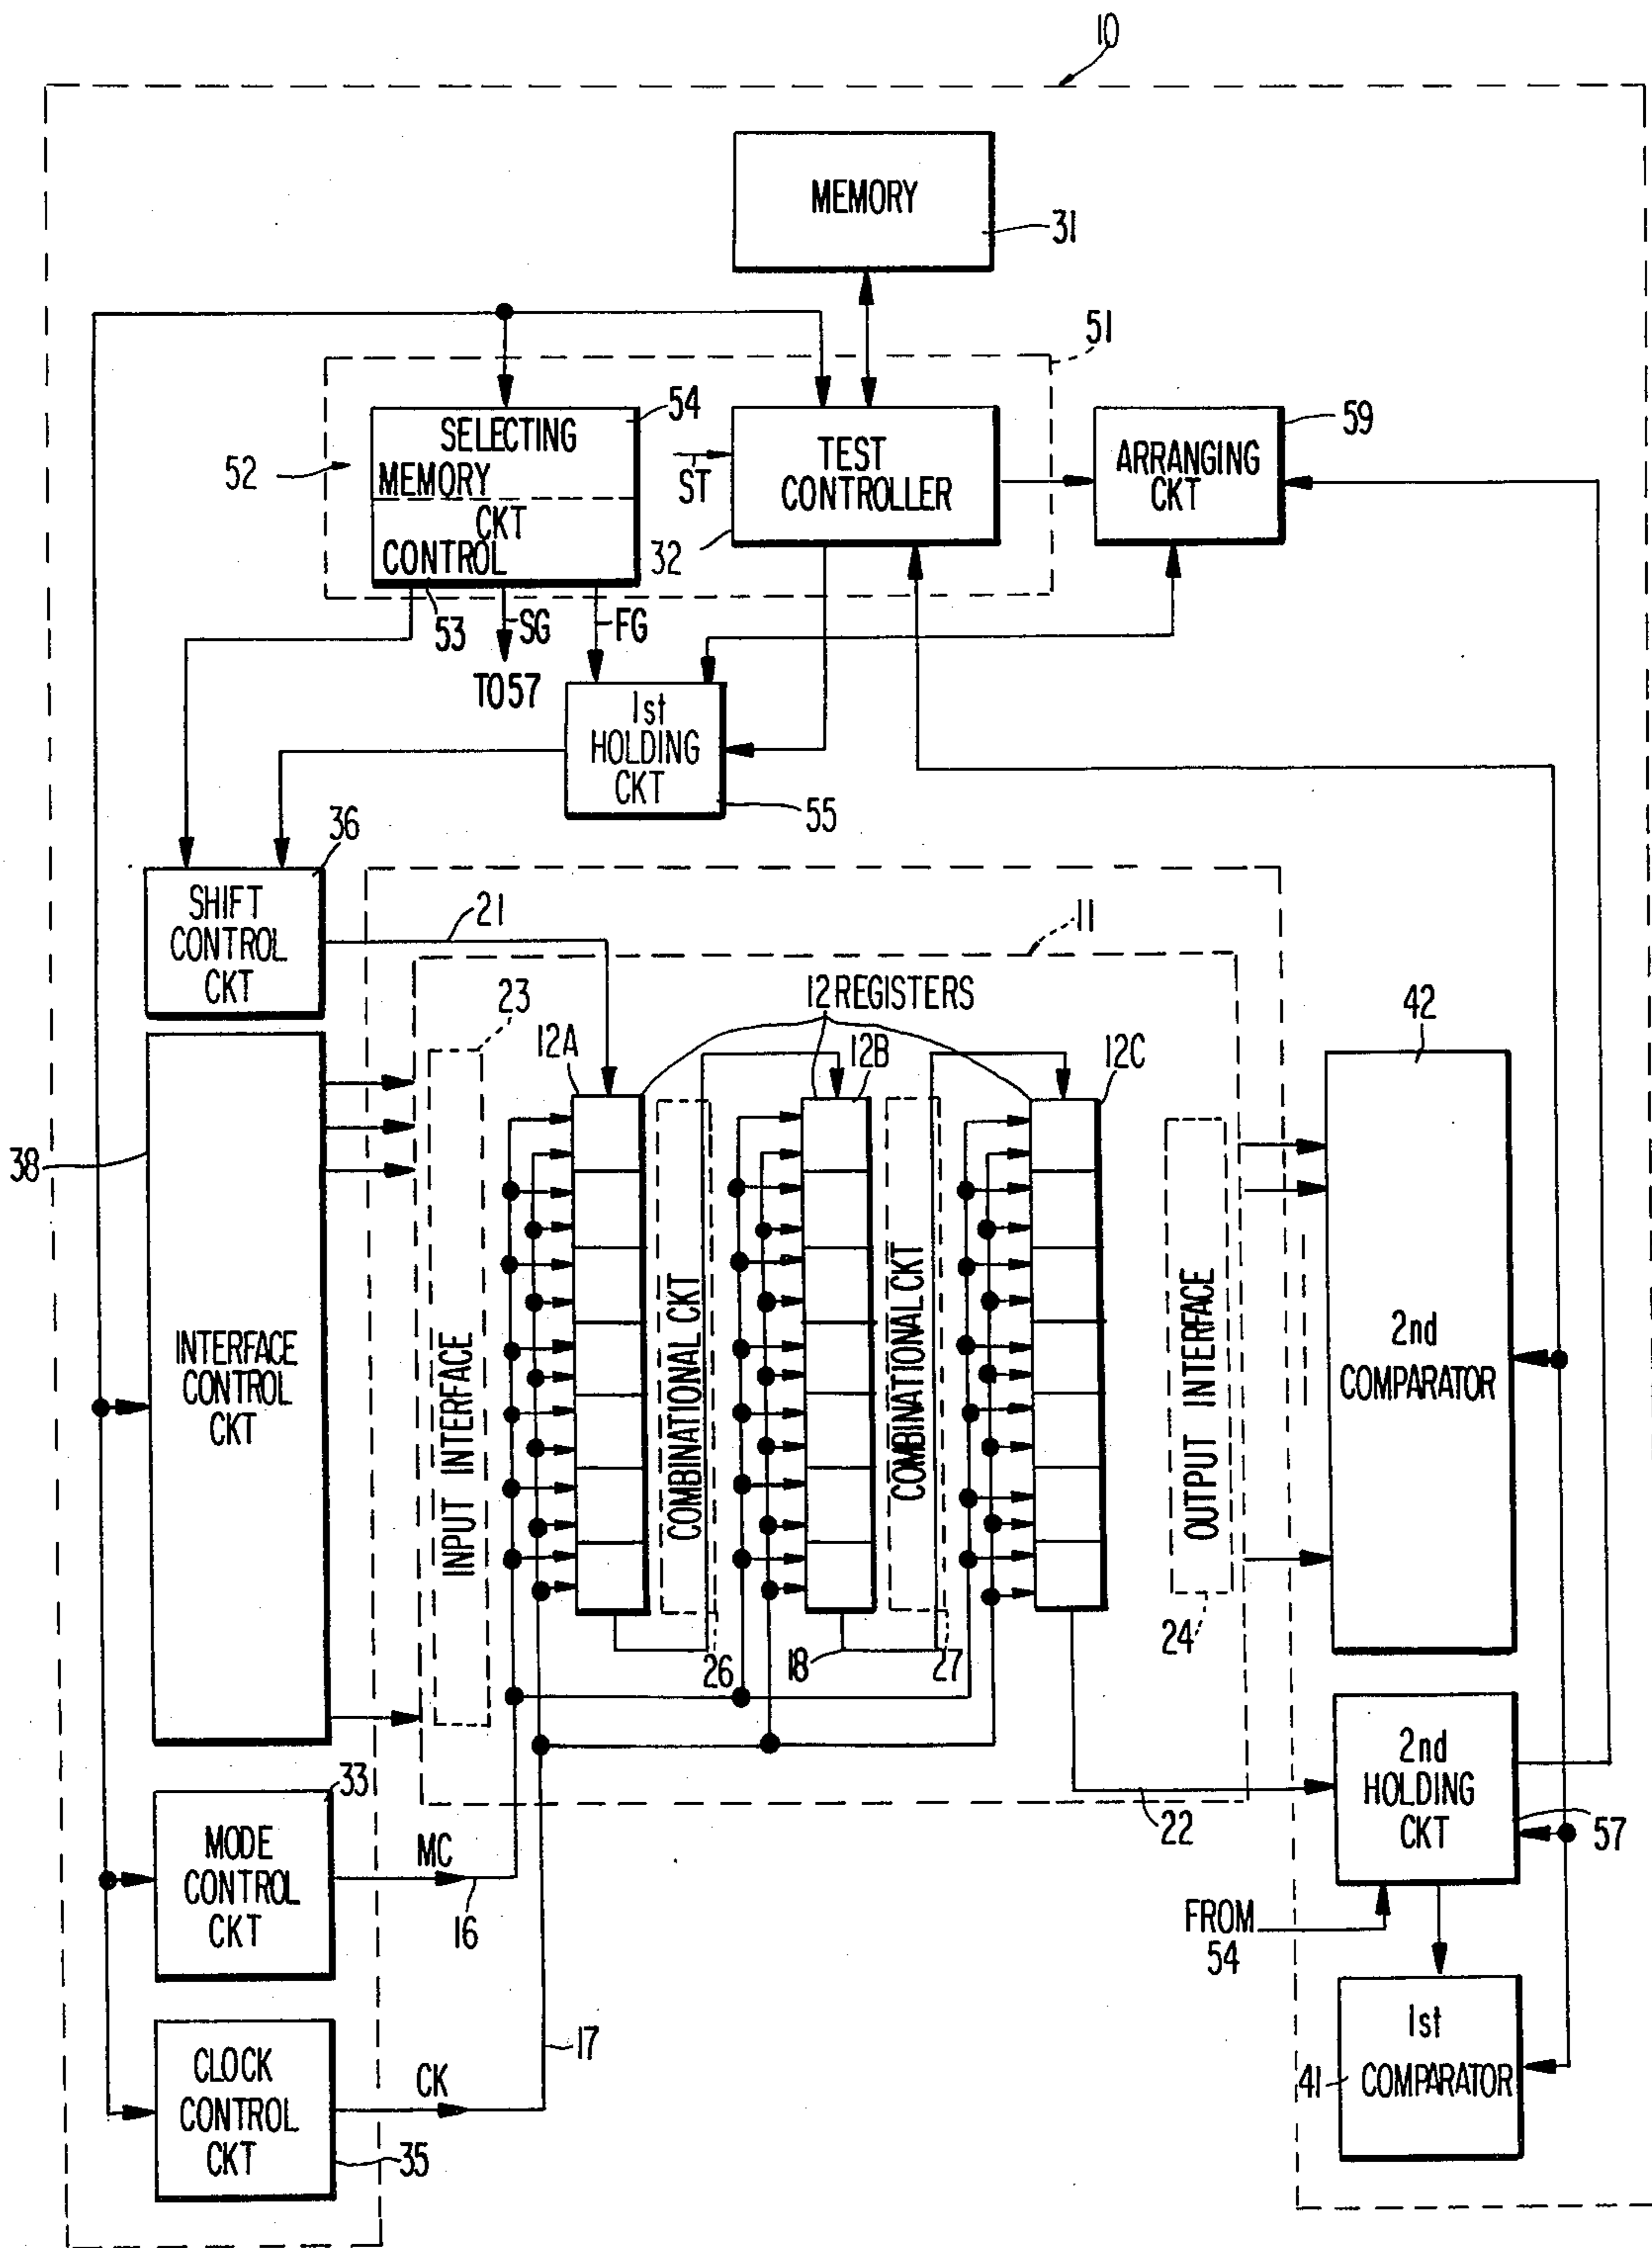 10
MEMORY
31
51
SELECTING
MEMORY
54
52
CKT
CONTROL
53
ST
TEST
CONTROLLER
32
ARRANGING
CKT
59
SG
FG
TO 57
1st
HOLDING
CKT
55
36
SHIFT
CONTROL
CKT
21
11
23
12 REGISTERS
12A
12B
12C
42
38
INTERFACE
CONTROL
CKT
INPUT INTERFACE
COMBINATIONAL CKT
COMBINATIONAL CKT
OUTPUT INTERFACE
2nd
COMPARATOR
26
18
27
24
33
MODE
CONTROL
CKT
MC
16
22
2nd
HOLDING
CKT
57
FROM
54
17
CLOCK
CONTROL
CKT
CK
35
1st
COMPARATOR
41